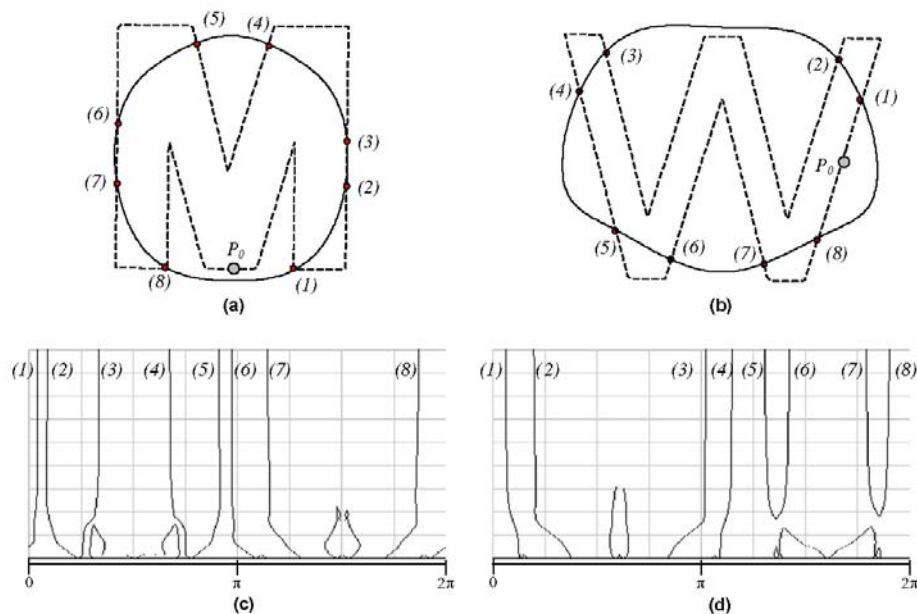 (5) (4) (3) (2) (4) (1) (6) (3) P₀ (7) (2) P₀ (5) (6) (7) (8) (8) (1)
(a) (b)
(1) (2) (3) (4) (5) (6) (7) (8)
(1) (2) (3) (4) (5) (6) (7) (8)
0 π 2π 0 π 2π
(c) (d)